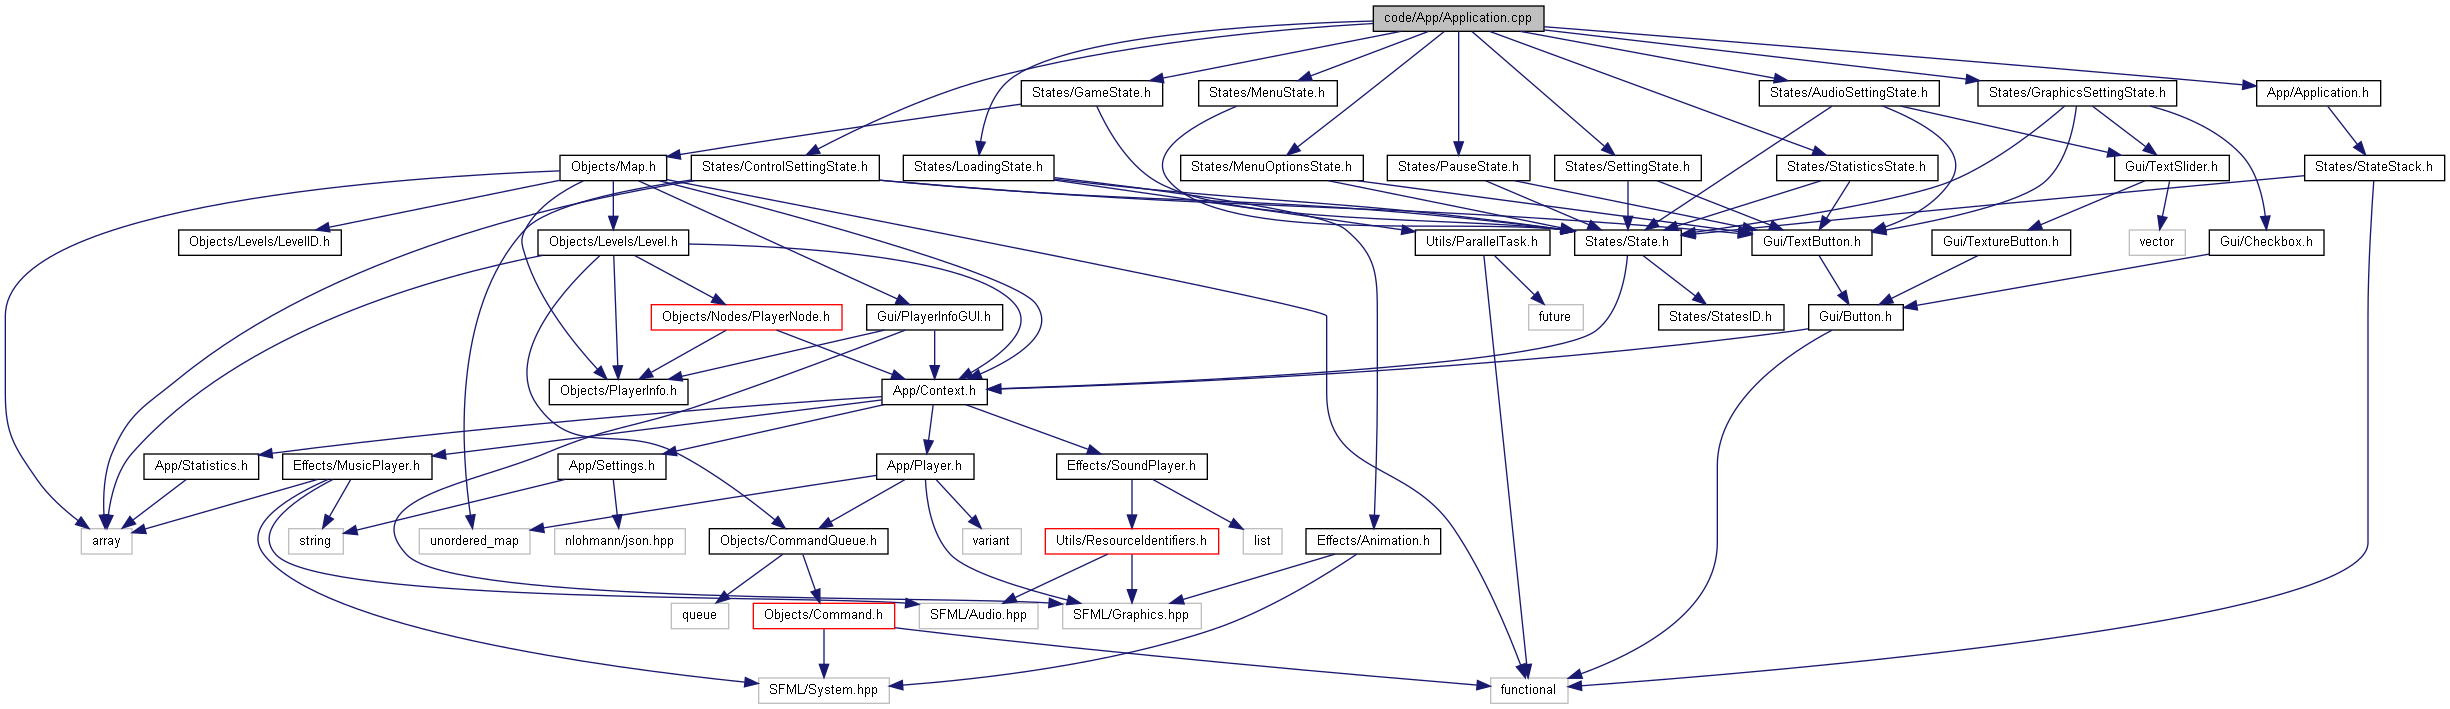 code/App/Application.cpp
States/GameState.h
States/MenuState.h
States/AudioSettingState.h
States/GraphicsSettingState.h
App/Application.h
Objects/Map.h
States/ControlSettingState.h
States/LoadingState.h
States/MenuOptionsState.h
States/PauseState.h
States/SettingState.h
States/StatisticsState.h
Gui/TextSlider.h
States/StateStack.h
Objects/Levels/LevelID.h
Objects/Levels/Level.h
Utils/ParallelTask.h
States/State.h
Gui/TextButton.h
Gui/TextureButton.h
vector
Gui/Checkbox.h
Objects/Nodes/PlayerNode.h
Gui/PlayerInfoGUI.h
future
States/StatesID.h
Gui/Button.h
Objects/PlayerInfo.h
App/Context.h
App/Statistics.h
Effects/MusicPlayer.h
App/Settings.h
App/Player.h
Effects/SoundPlayer.h
array
string
unordered_map
nlohmann/json.hpp
Objects/CommandQueue.h
variant
Utils/ResourceIdentifiers.h
list
Effects/Animation.h
queue
Objects/Command.h
SFML/Audio.hpp
SFML/Graphics.hpp
SFML/System.hpp
functional